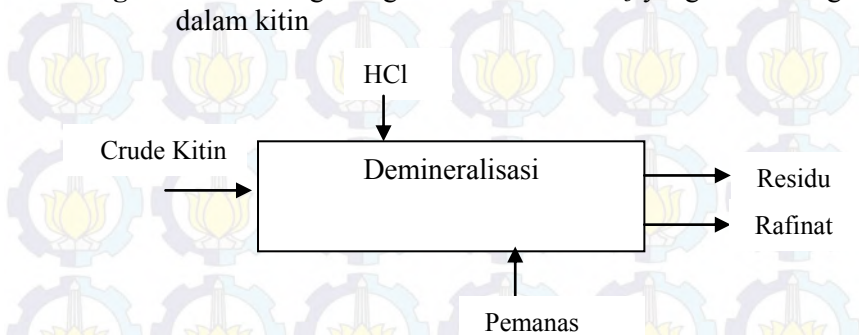 dalam kitin
HCl
Crude Kitin
Demineralisasi
Residu
Rafinat
Pemanas